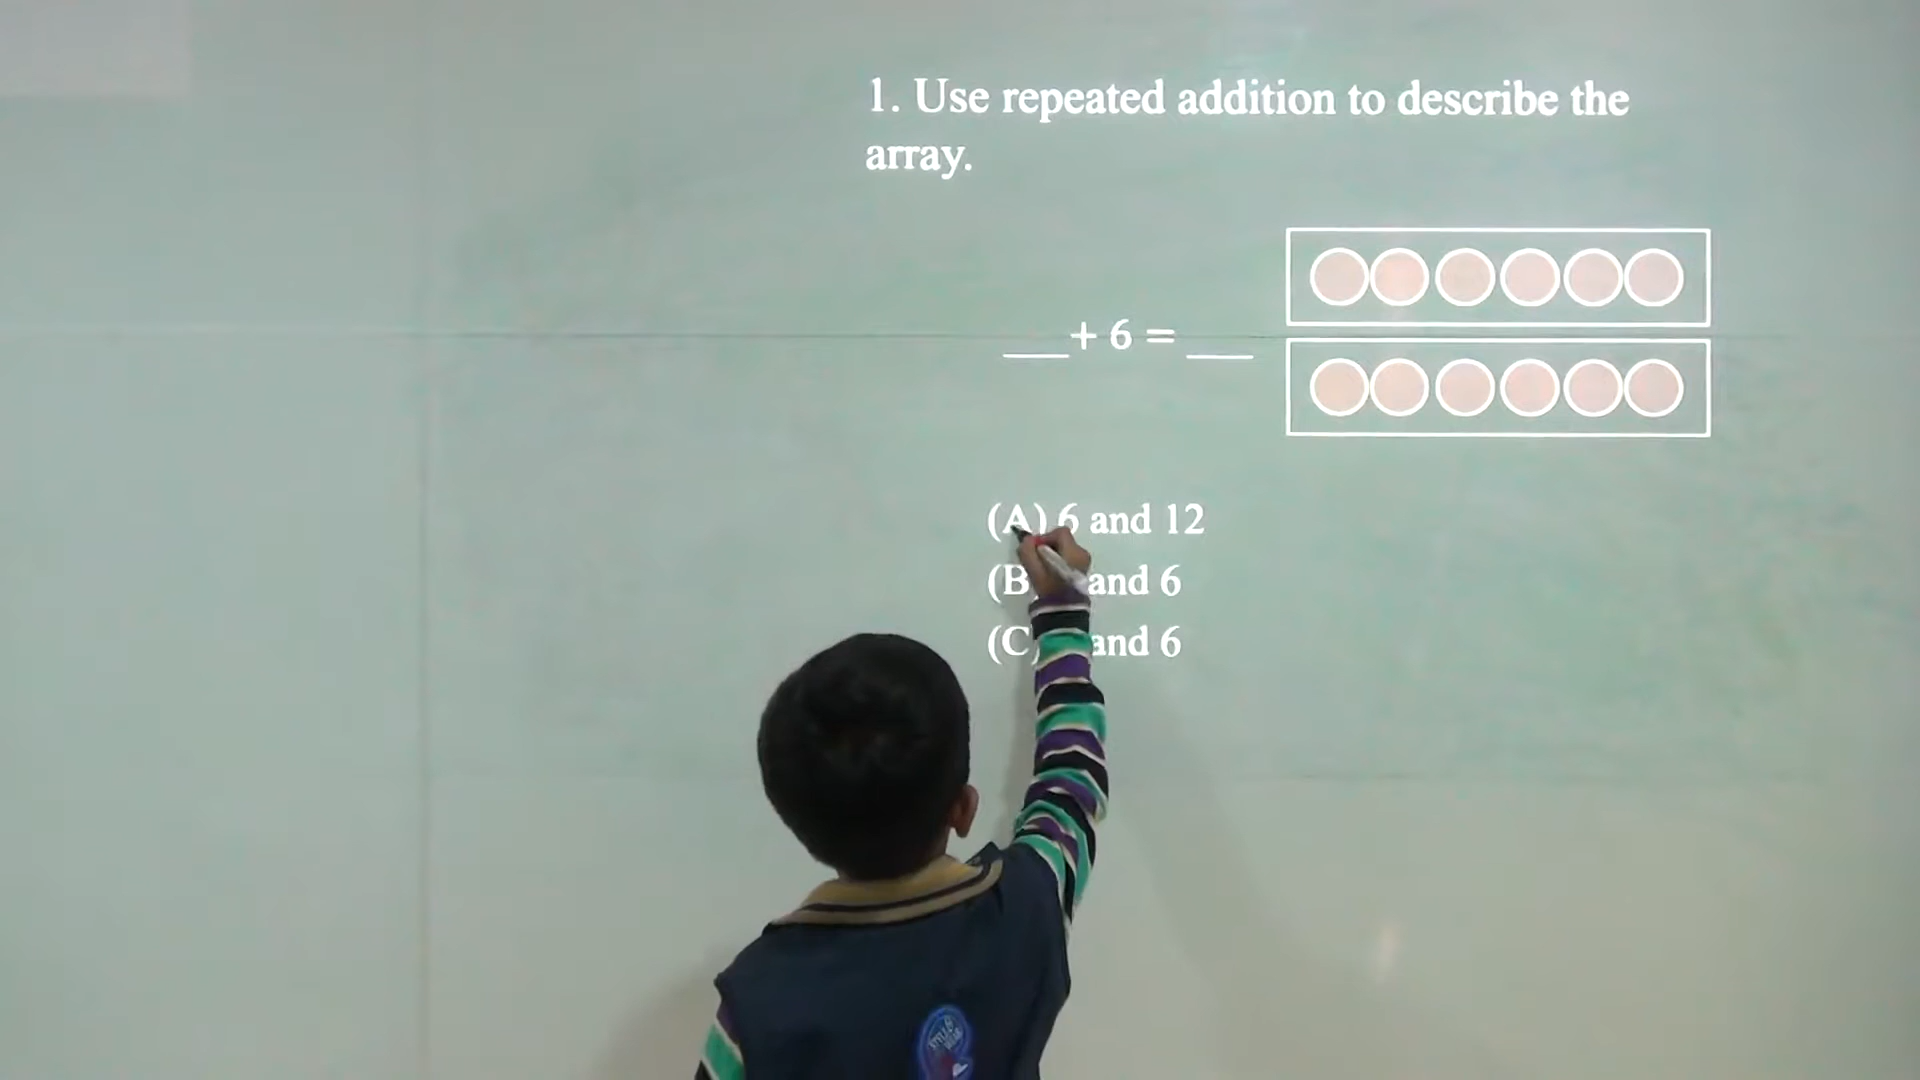 1. Use repeated addition to describe the
array.
___+ 6 = ___
(A) 6 and 12
(B and 6
(C) and 6